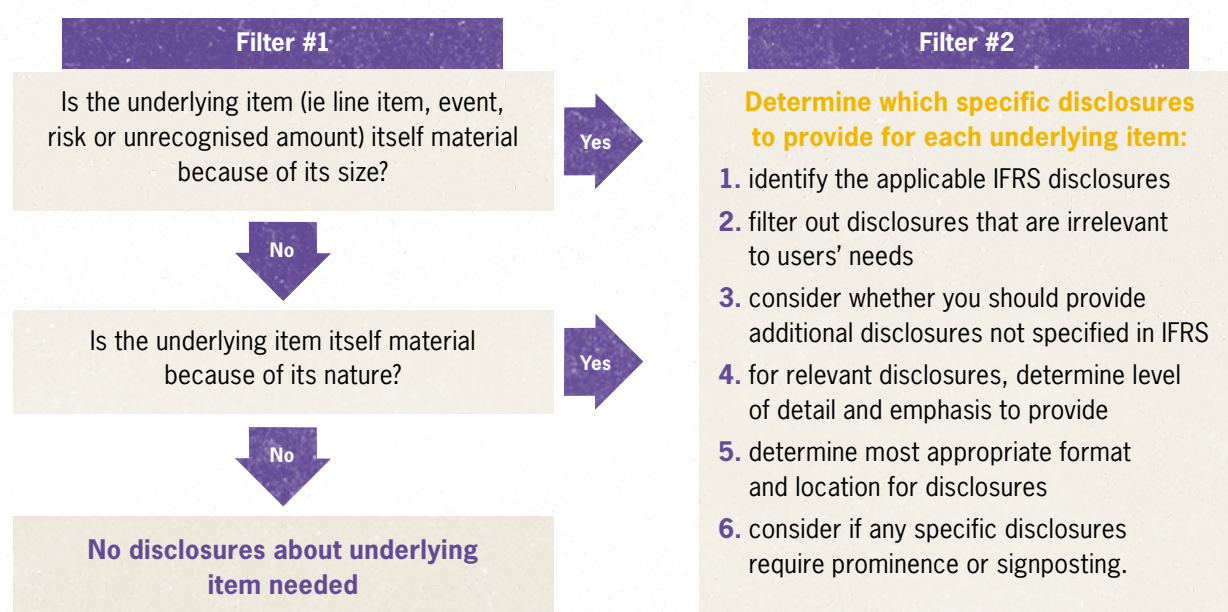 Filter #1
Is the underlying item (ie line item, event,
risk or unrecognised amount) itself material
because of its size?
Yes
No
Is the underlying item itself material
because of its nature?
Yes
No
No disclosures about underlying
item needed
Filter #2
Determine which specific disclosures
to provide for each underlying item:
1. identify the applicable IFRS disclosures
2. filter out disclosures that are irrelevant
to users’ needs
3. consider whether you should provide
additional disclosures not specified in IFRS
4. for relevant disclosures, determine level
of detail and emphasis to provide
5. determine most appropriate format
and location for disclosures
6. consider if any specific disclosures
require prominence or signposting.